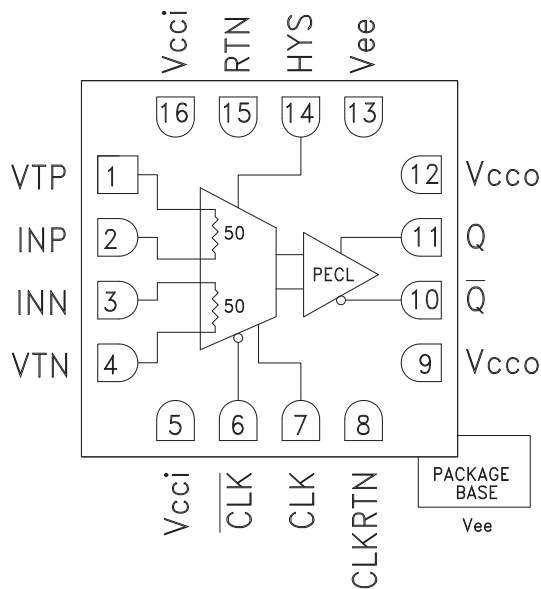 Vcci
RTN
HYS
Vee
16
15
14
13
VTP
1
12
Vcco
INP
2
50
11
Q
PECL
INN
3
50
10
Q̅
VTN
4
9
Vcco
5
6
7
8
Vcci
C̅L̅K̅
CLK
CLKRTN
PACKAGE
BASE
Vee